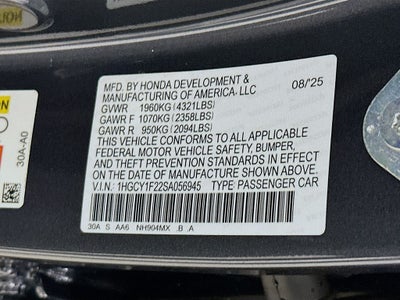 MFD. BY HONDA DEVELOPMENT &
MANUFACTURING OF AMERICA, LLC 08/'25
GVWR 1960KG (4321LBS)
GAWR F 1070KG (2358LBS)
GAWR R 950KG (2094LBS)
THIS VEHICLE CONFORMS TO ALL APPLICABLE
FEDERAL MOTOR VEHICLE SAFETY, BUMPER,
AND THEFT PREVENTION STANDARDS IN EFFECT
ON THE DATE OF MANUFACTURE SHOWN ABOVE.
V.I.N.: 1HGCY1F22SA056945 TYPE: PASSENGER CAR
30A S AA6 NH904MX B A
30A-A0